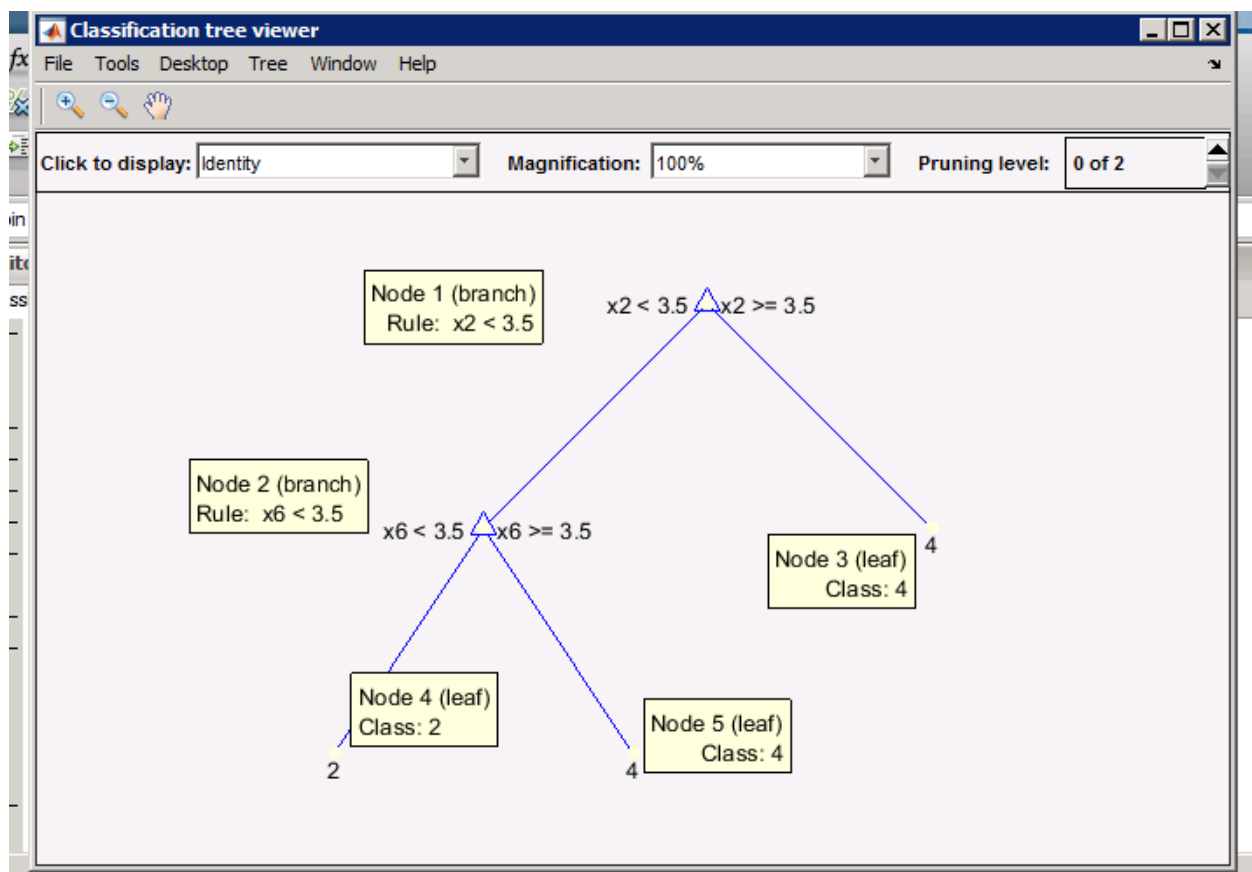 Classification tree viewer
fx
File Tools Desktop Tree Window Help
Click to display: Identity Magnification: 100% Pruning level: 0 of 2
Node 1 (branch)
Rule: x2 < 3.5
x2 < 3.5 x2 >= 3.5
Node 2 (branch)
Rule: x6 < 3.5
x6 < 3.5 x6 >= 3.5
Node 3 (leaf)
Class: 4
4
Node 4 (leaf)
Class: 2
2
Node 5 (leaf)
Class: 4
4